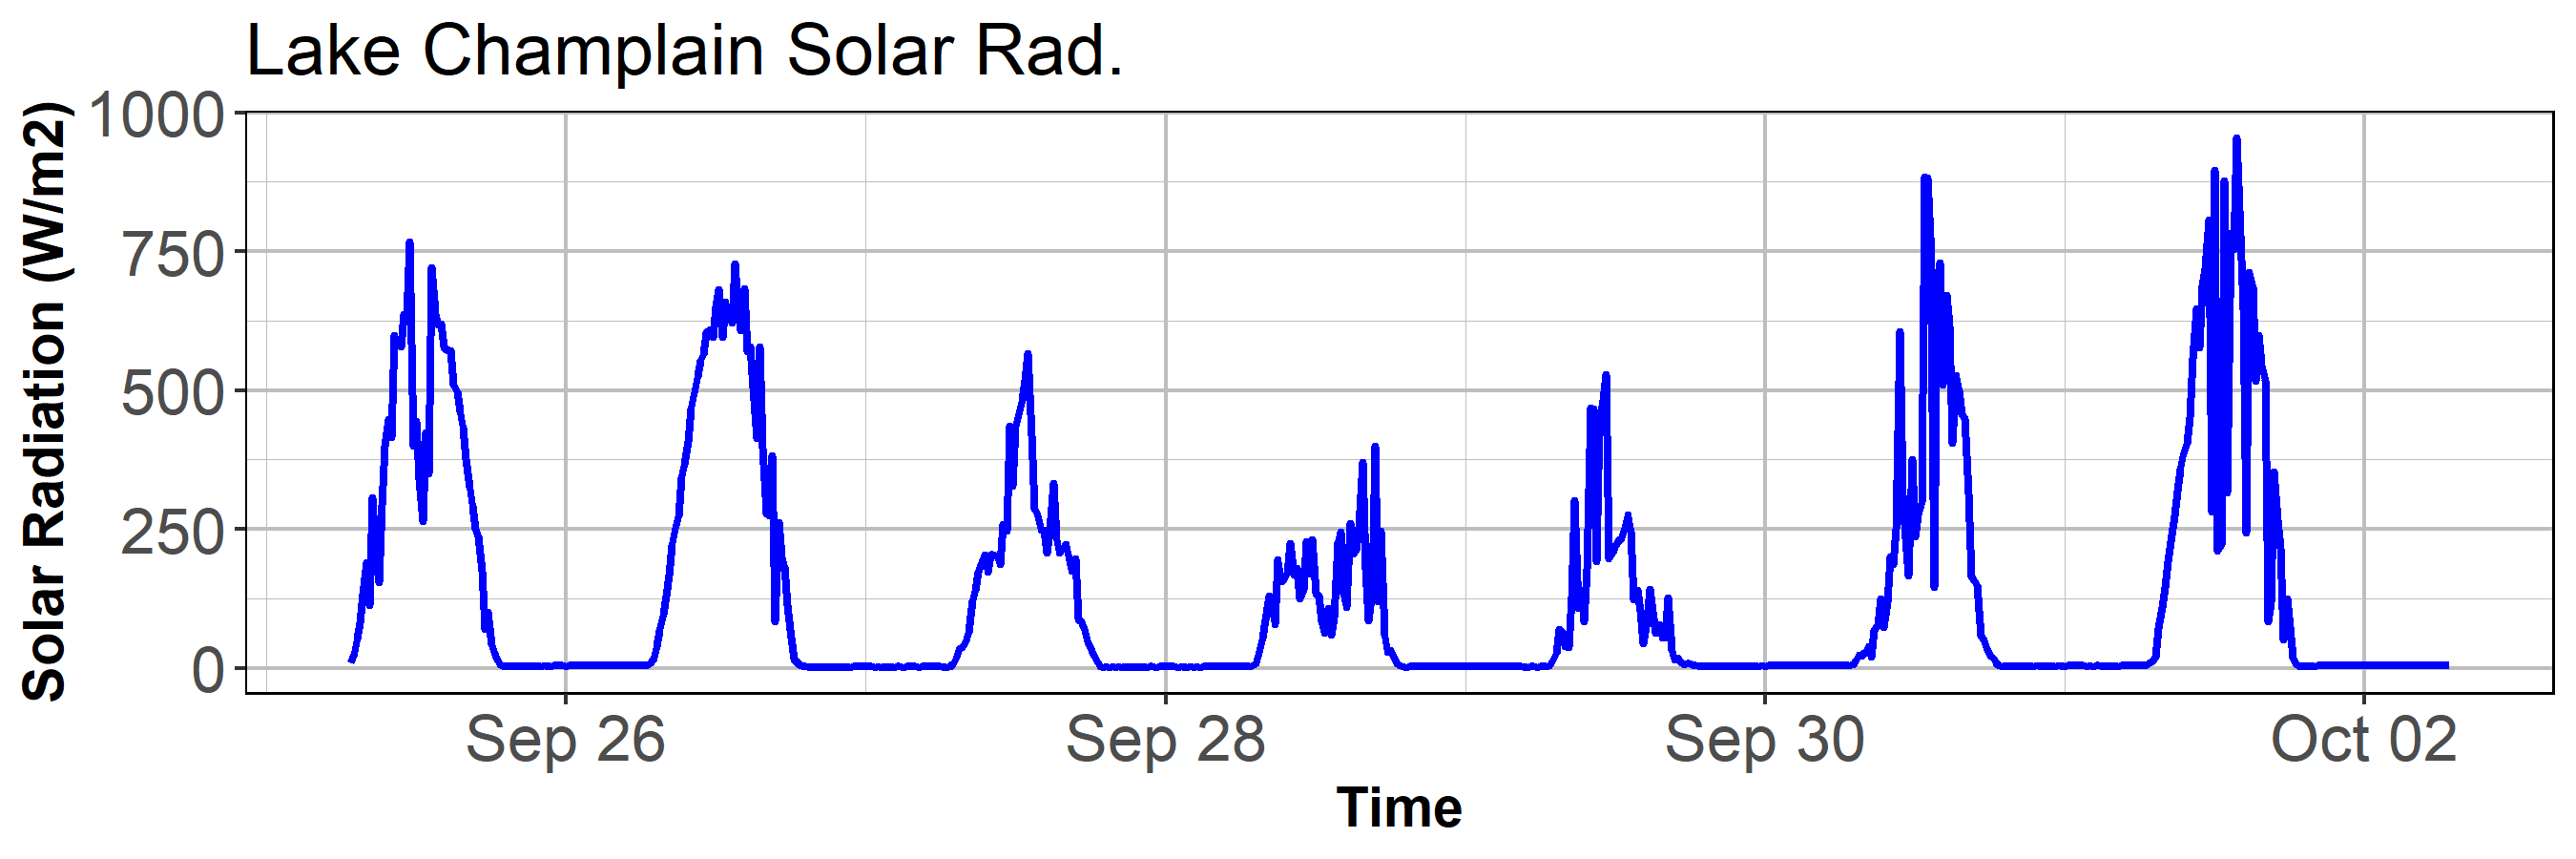 Lake Champlain Solar Rad.
Solar Radiation (W/m2)
1000
750
500
250
0
Sep 26
Sep 28
Sep 30
Oct 02
Time